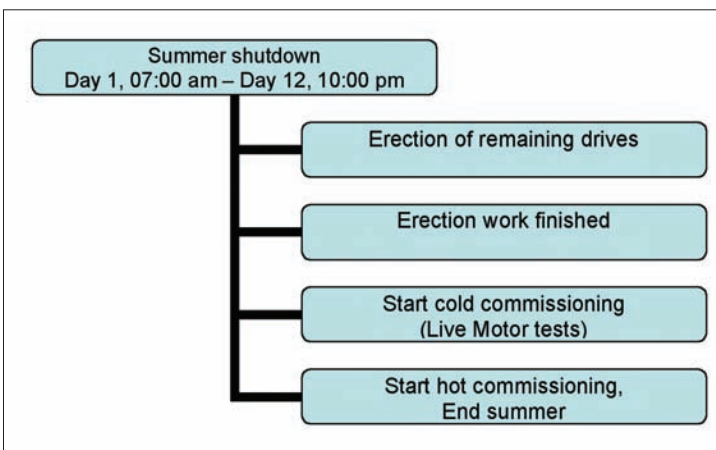 Summer shutdown
Day 1, 07:00 am – Day 12, 10:00 pm
Erection of remaining drives
Erection work finished
Start cold commissioning
(Live Motor tests)
Start hot commissioning,
End summer